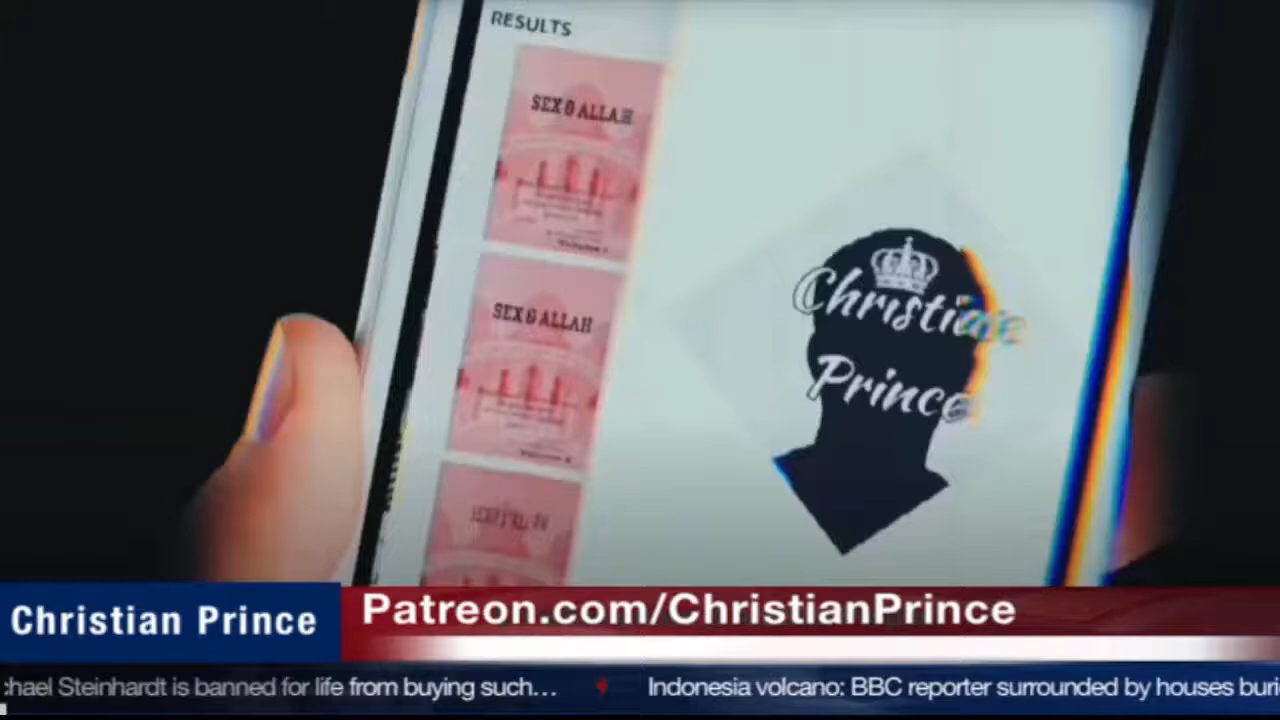 RESULTS
SEX & ALLAH
SEX & ALLAH
Christian
Prince
Christian Prince
Patreon.com/ChristianPrince
:hael Steinhardt is banned for life from buying such...
Indonesia volcano: BBC reporter surrounded by houses buri